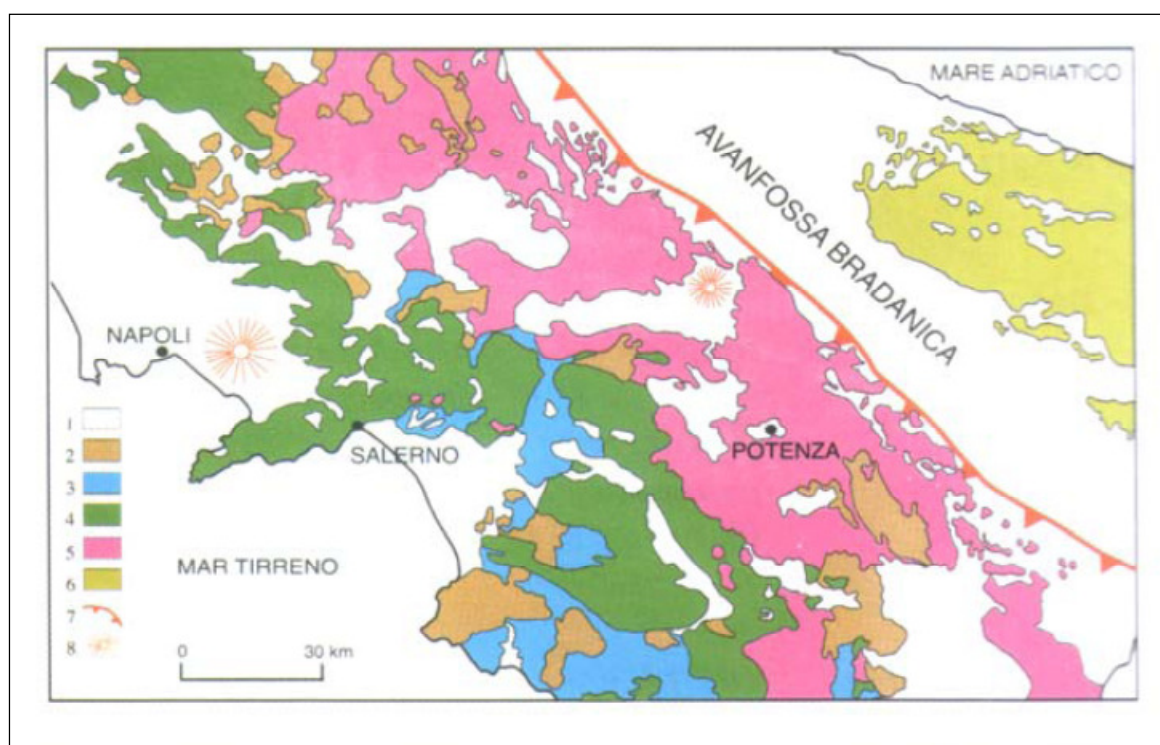 MARE ADRIATICO
AVANFOSSA BRADANICA
NAPOLI
POTENZA
SALERNO
MAR TIRRENO
1
2
3
4
5
6
7
8
0 30 km